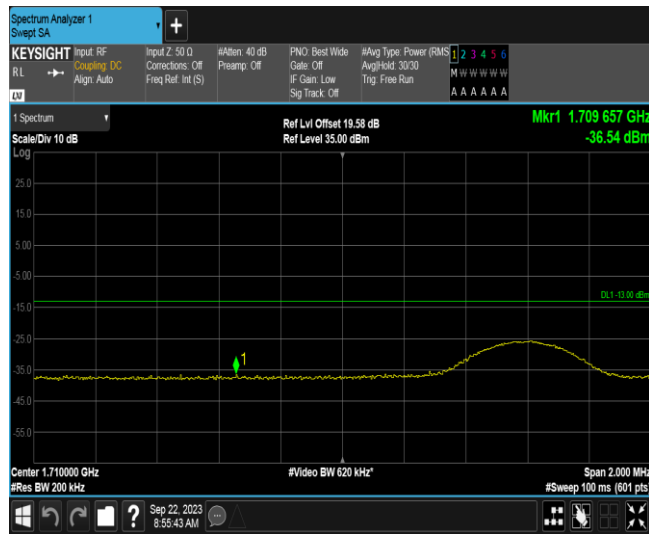 Spectrum Analyzer 1
Swept SA
KEYSIGHT
Input: RF
Coupling: DC
Align: Auto
Input Z: 50 Ω
Corrections: Off
Freq Ref: Int (S)
#Atten: 40 dB
Preamp: Off
PNO: Best Wide
Gate: Off
IF Gain: Low
Sig Track: Off
#Avg Type: Power (RMS
Avg|Hold: 30/30
Trig: Free Run
1 2 3 4 5 6
M W W W W W
A A A A A A
R L
LXI
1 Spectrum
Scale/Div 10 dB
Ref Lvl Offset 19.58 dB
Ref Level 35.00 dBm
Mkr1 1.709 657 GHz
-36.54 dBm
Log
25.0
15.0
5.00
-5.00
DL1 -13.00 dBm
-15.0
-25.0
1
-35.0
-45.0
-55.0
Center 1.710000 GHz
#Video BW 620 kHz*
Span 2.000 MHz
#Res BW 200 kHz
#Sweep 100 ms (601 pts
?
Sep 22, 2023
8:55:43 AM